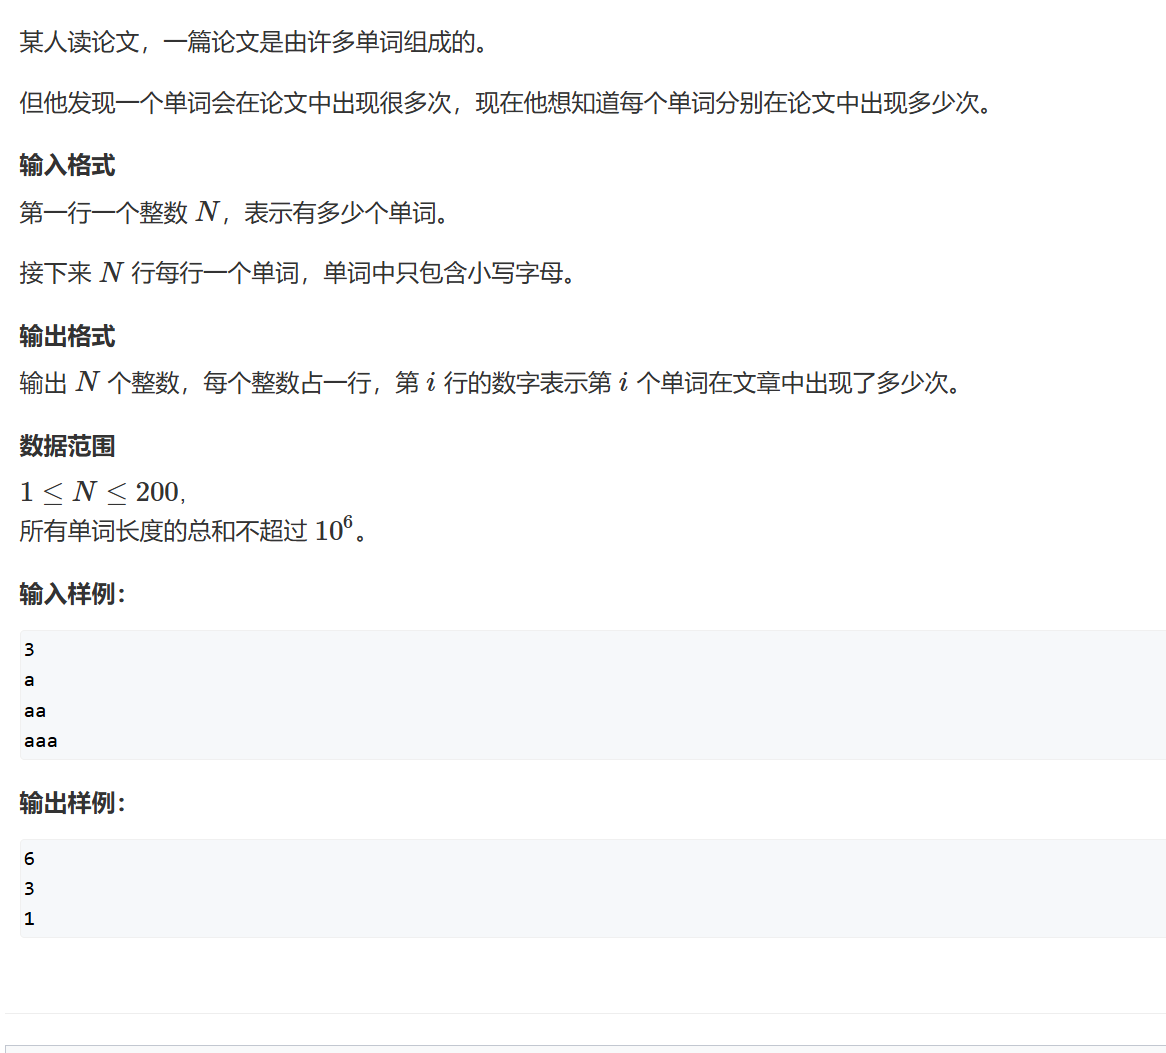 某人读论文，一篇论文是由许多单词组成的。
但他发现一个单词会在论文中出现很多次，现在他想知道每个单词分别在论文中出现多少次。
输入格式
第一行一个整数 N，表示有多少个单词。
接下来 N 行每行一个单词，单词中只包含小写字母。
输出格式
输出 N 个整数，每个整数占一行，第 i 行的数字表示第 i 个单词在文章中出现了多少次。
数据范围
1 ≤ N ≤ 200,
所有单词长度的总和不超过 10⁶。
输入样例：
3
a
aa
aaa
输出样例：
6
3
1